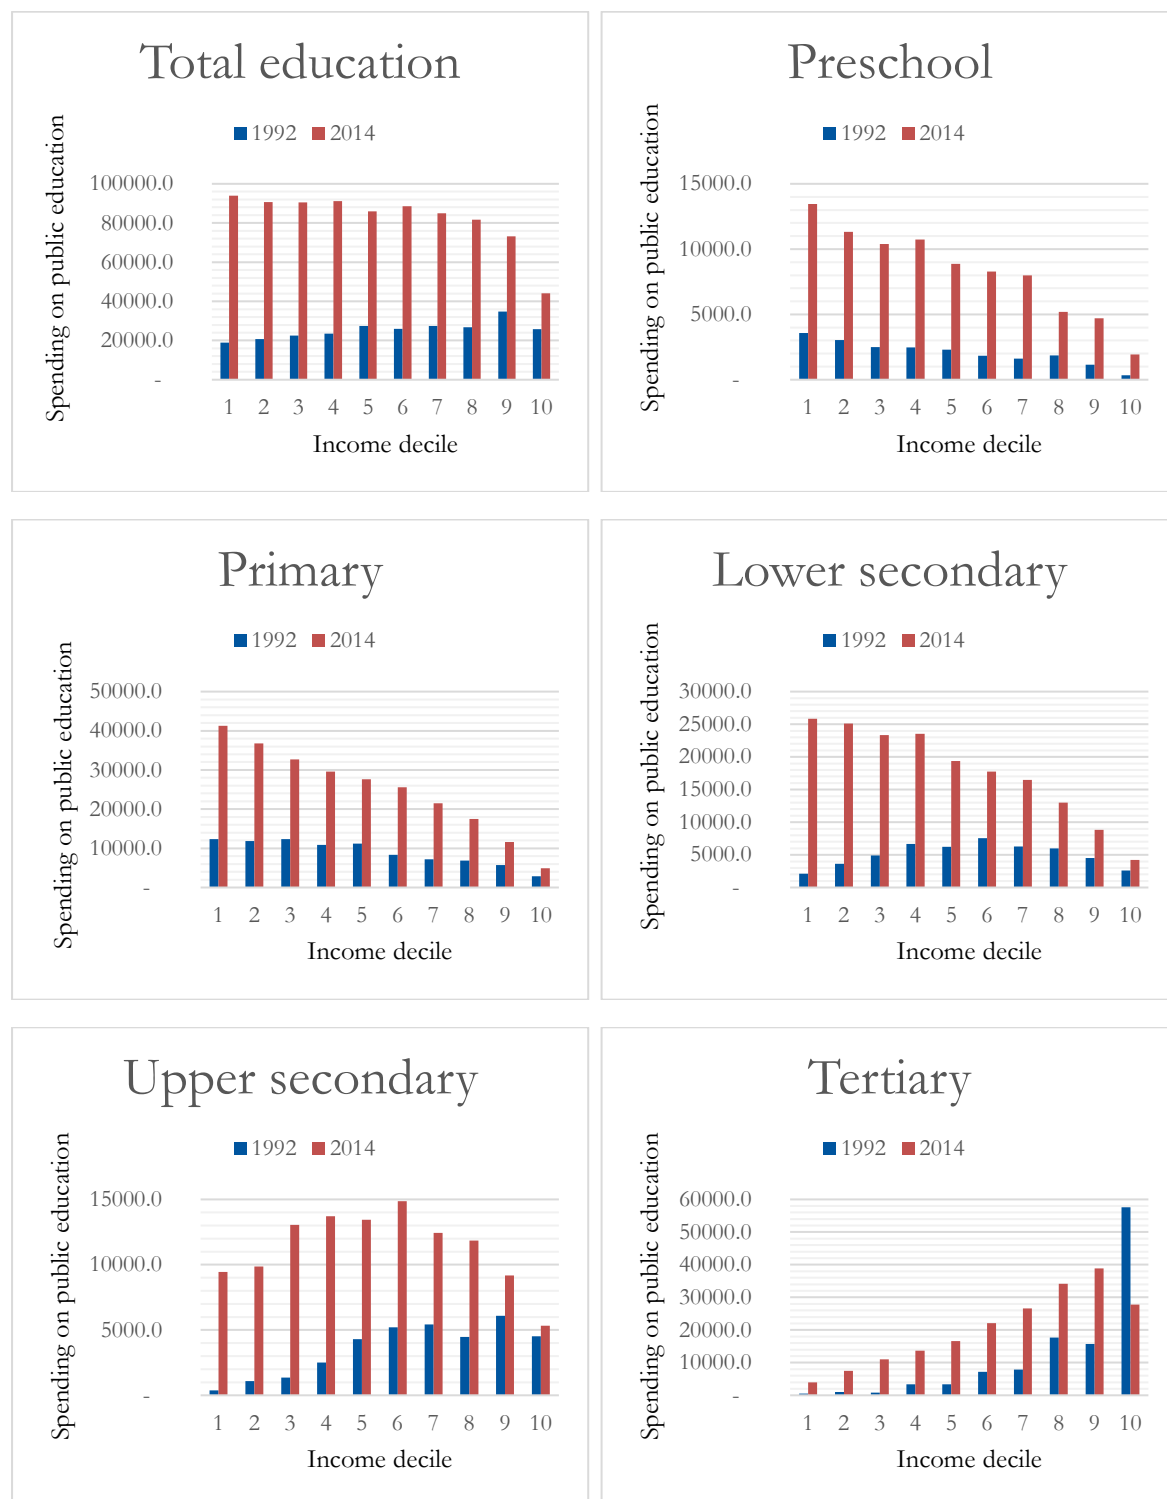 Total education
1992 2014
Spending on public education
100000.0
80000.0
60000.0
40000.0
20000.0
-
1 2 3 4 5 6 7 8 9 10
Income decile
Preschool
1992 2014
Spending on public education
15000.0
10000.0
5000.0
-
1 2 3 4 5 6 7 8 9 10
Income decile
Primary
1992 2014
Spending on public education
50000.0
40000.0
30000.0
20000.0
10000.0
-
1 2 3 4 5 6 7 8 9 10
Income decile
Lower secondary
1992 2014
Spending on public education
30000.0
25000.0
20000.0
15000.0
10000.0
5000.0
-
1 2 3 4 5 6 7 8 9 10
Income decile
Upper secondary
1992 2014
Spending on public education
15000.0
10000.0
5000.0
-
1 2 3 4 5 6 7 8 9 10
Income decile
Tertiary
1992 2014
Spending on public education
60000.0
50000.0
40000.0
30000.0
20000.0
10000.0
-
1 2 3 4 5 6 7 8 9 10
Income decile